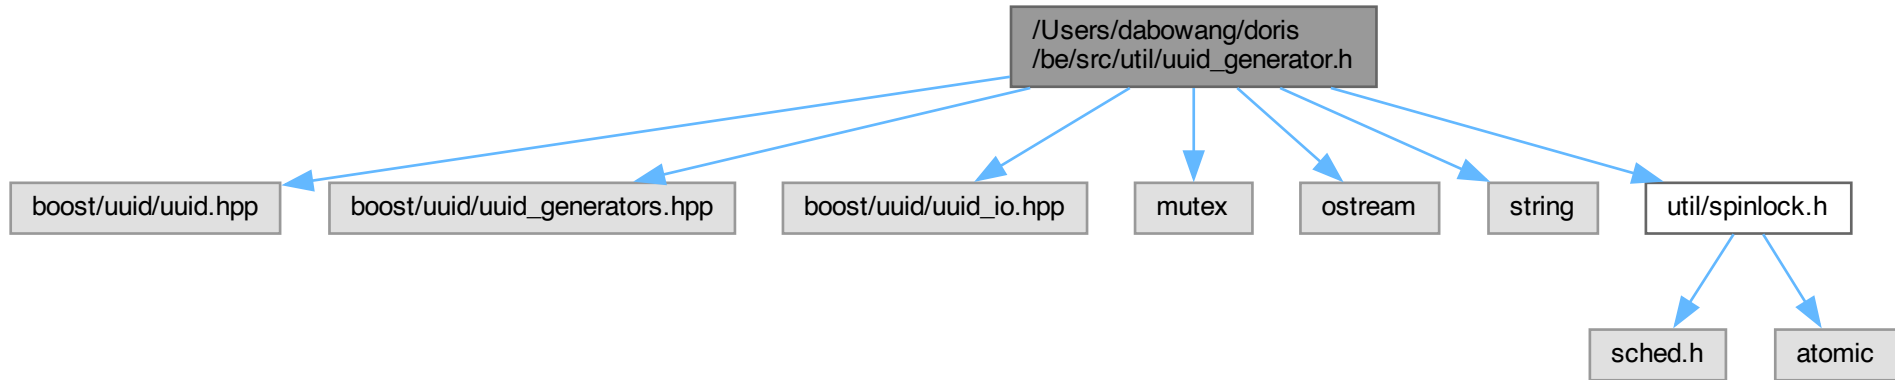 /Users/dabowang/doris
/be/src/util/uuid_generator.h
boost/uuid/uuid.hpp
boost/uuid/uuid_generators.hpp
boost/uuid/uuid_io.hpp
mutex
ostream
string
util/spinlock.h
sched.h
atomic